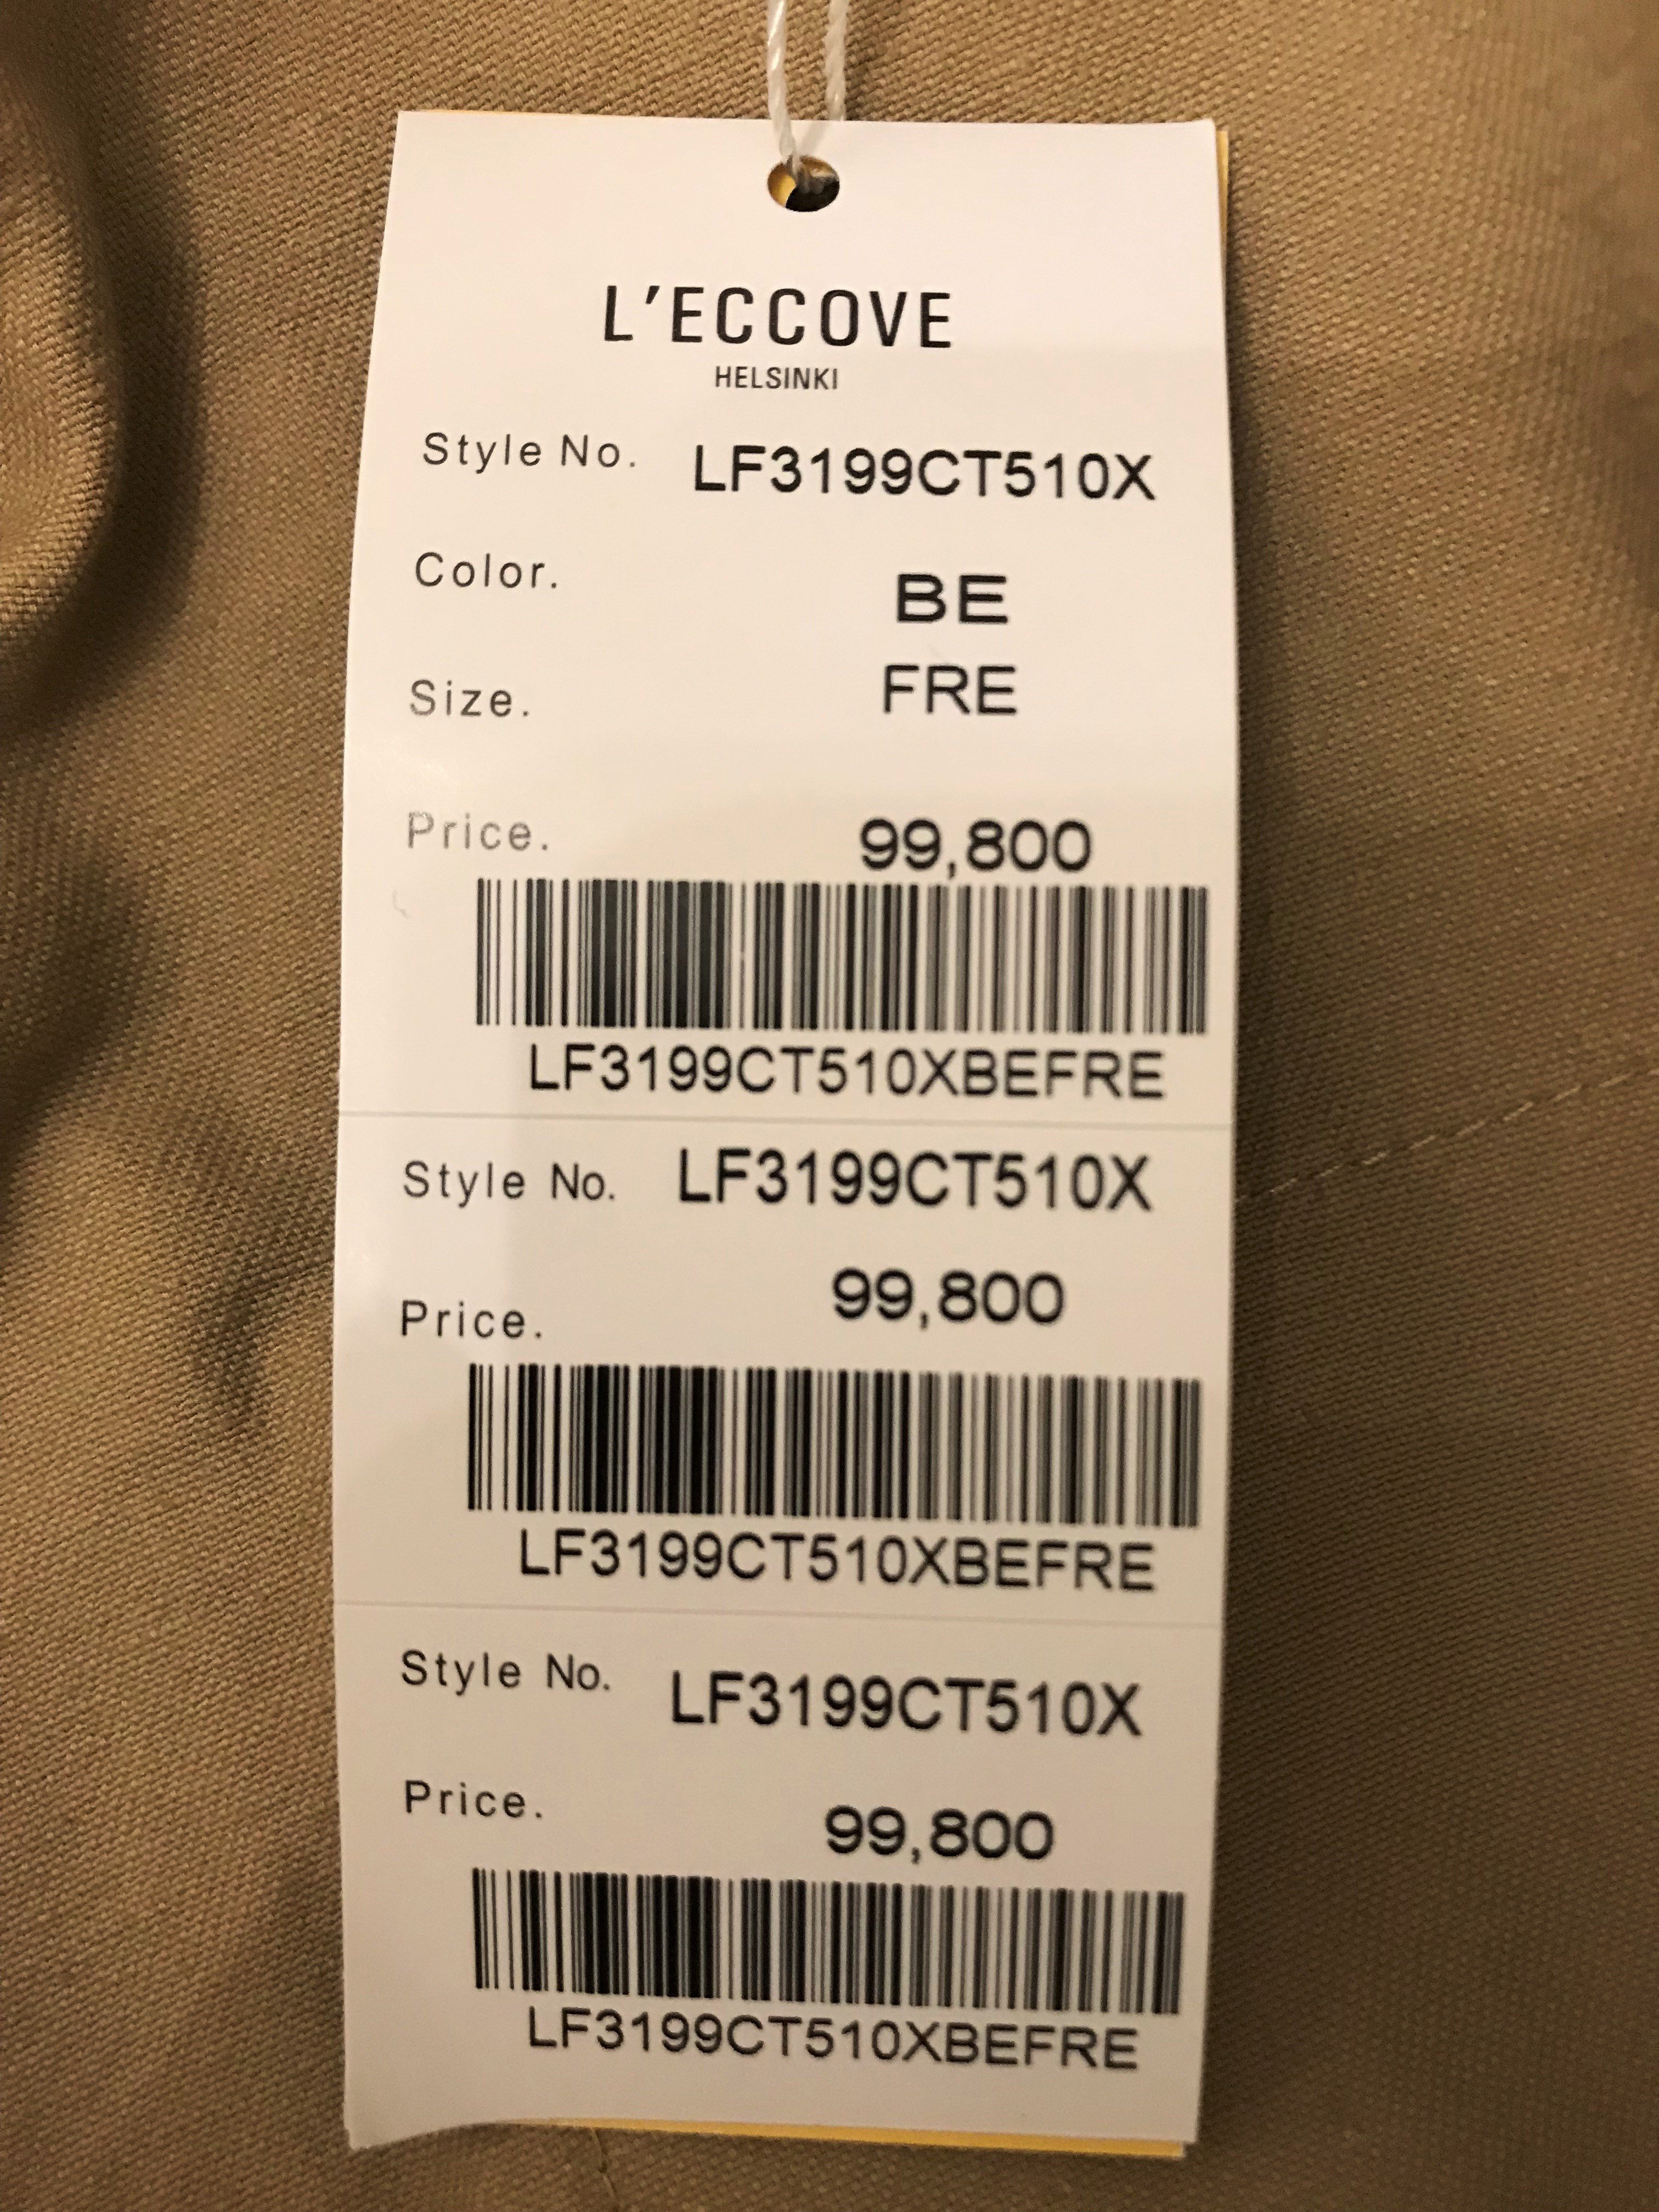 L'ECCOVE
HELSINKI
Style No. LF3199CT510X
Color. BE
Size. FRE
Price. 99,800
LF3199CT510XBEFRE
Style No. LF3199CT510X
Price. 99,800
LF3199CT510XBEFRE
Style No. LF3199CT510X
Price. 99,800
LF3199CT510XBEFRE